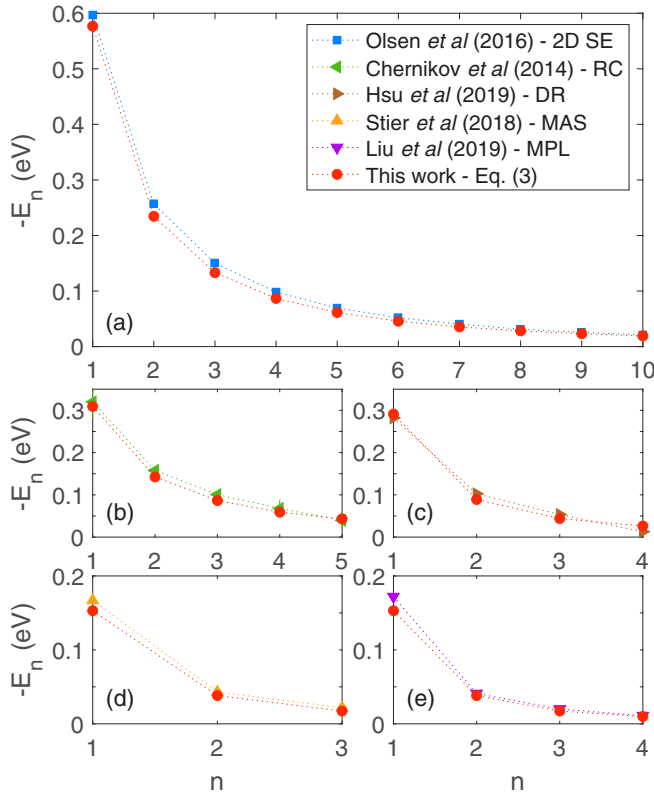 0.6
0.5
0.4
0.3
0.2
0.1
0
-E_n (eV)
Olsen et al (2016) - 2D SE
Chernikov et al (2014) - RC
Hsu et al (2019) - DR
Stier et al (2018) - MAS
Liu et al (2019) - MPL
This work - Eq. (3)
(a)
1 2 3 4 5 6 7 8 9 10
0.3
0.2
0.1
0
-E_n (eV)
(b)
1 2 3 4 5
0.3
0.2
0.1
0
(c)
1 2 3 4
0.2
0.1
0
-E_n (eV)
(d)
1 2 3
n
0.2
0.1
0
(e)
1 2 3 4
n